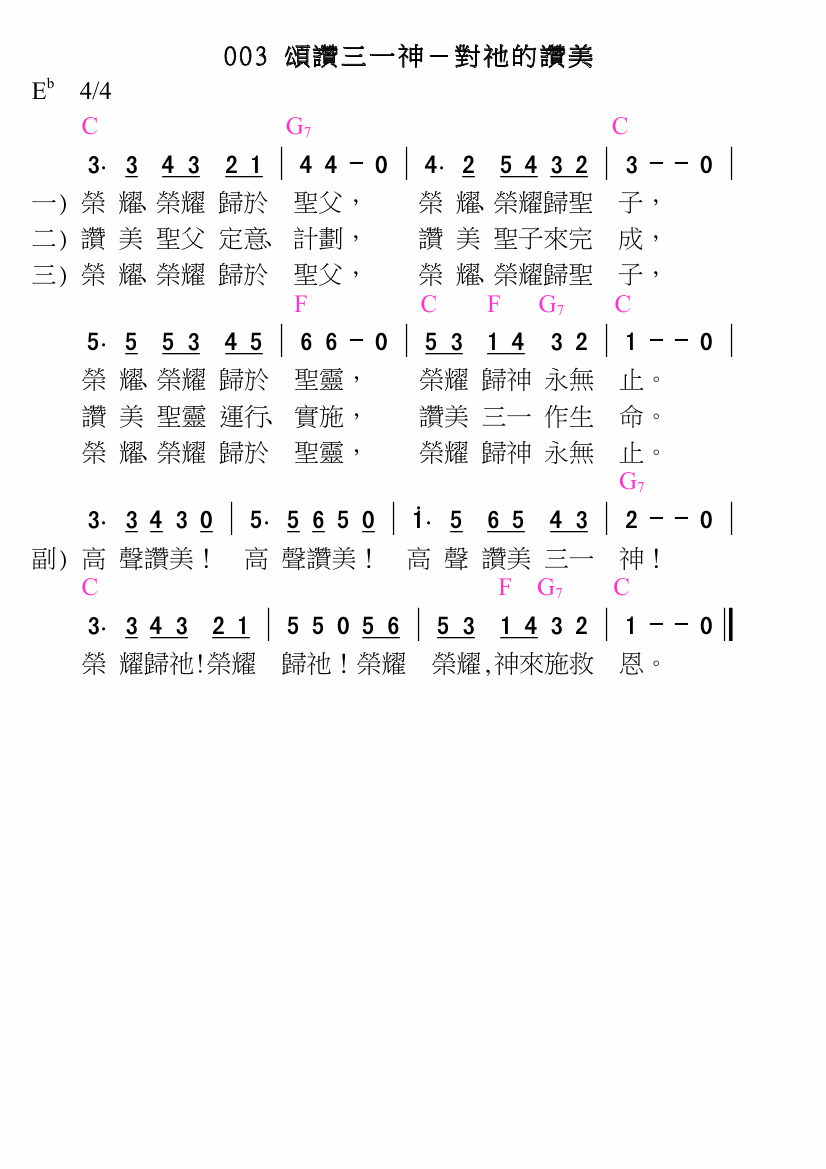 003 頌讚三一神－對祂的讚美
E♭ 4/4
C G7 C
3· 3 4 3 2 1 | 4 4 － 0 | 4· 2 5 4 3 2 | 3 － － 0 |
一) 榮 耀、榮耀 歸於 聖父， 榮 耀、榮耀歸聖 子，
二) 讚 美 聖父 定意、計劃， 讚 美 聖子來完 成，
三) 榮 耀、榮耀 歸於 聖父， 榮 耀、榮耀歸聖 子，
F C F G7 C
5· 5 5 3 4 5 | 6 6 － 0 | 5 3 1 4 3 2 | 1 － － 0 |
榮 耀、榮耀 歸於 聖靈， 榮耀 歸神 永無 止。
讚 美 聖靈 運行、實施， 讚美 三一 作生 命。
榮 耀、榮耀 歸於 聖靈， 榮耀 歸神 永無 止。
G7
3· 3 4 3 0 | 5· 5 6 5 0 | i· 5 6 5 4 3 | 2 － － 0 |
副) 高 聲讚美！ 高 聲讚美！ 高 聲 讚美 三一 神！
C F G7 C
3· 3 4 3 2 1 | 5 5 0 5 6 | 5 3 1 4 3 2 | 1 － － 0 ‖
榮 耀歸祂!榮耀 歸祂！榮耀 榮耀,神來施救 恩。